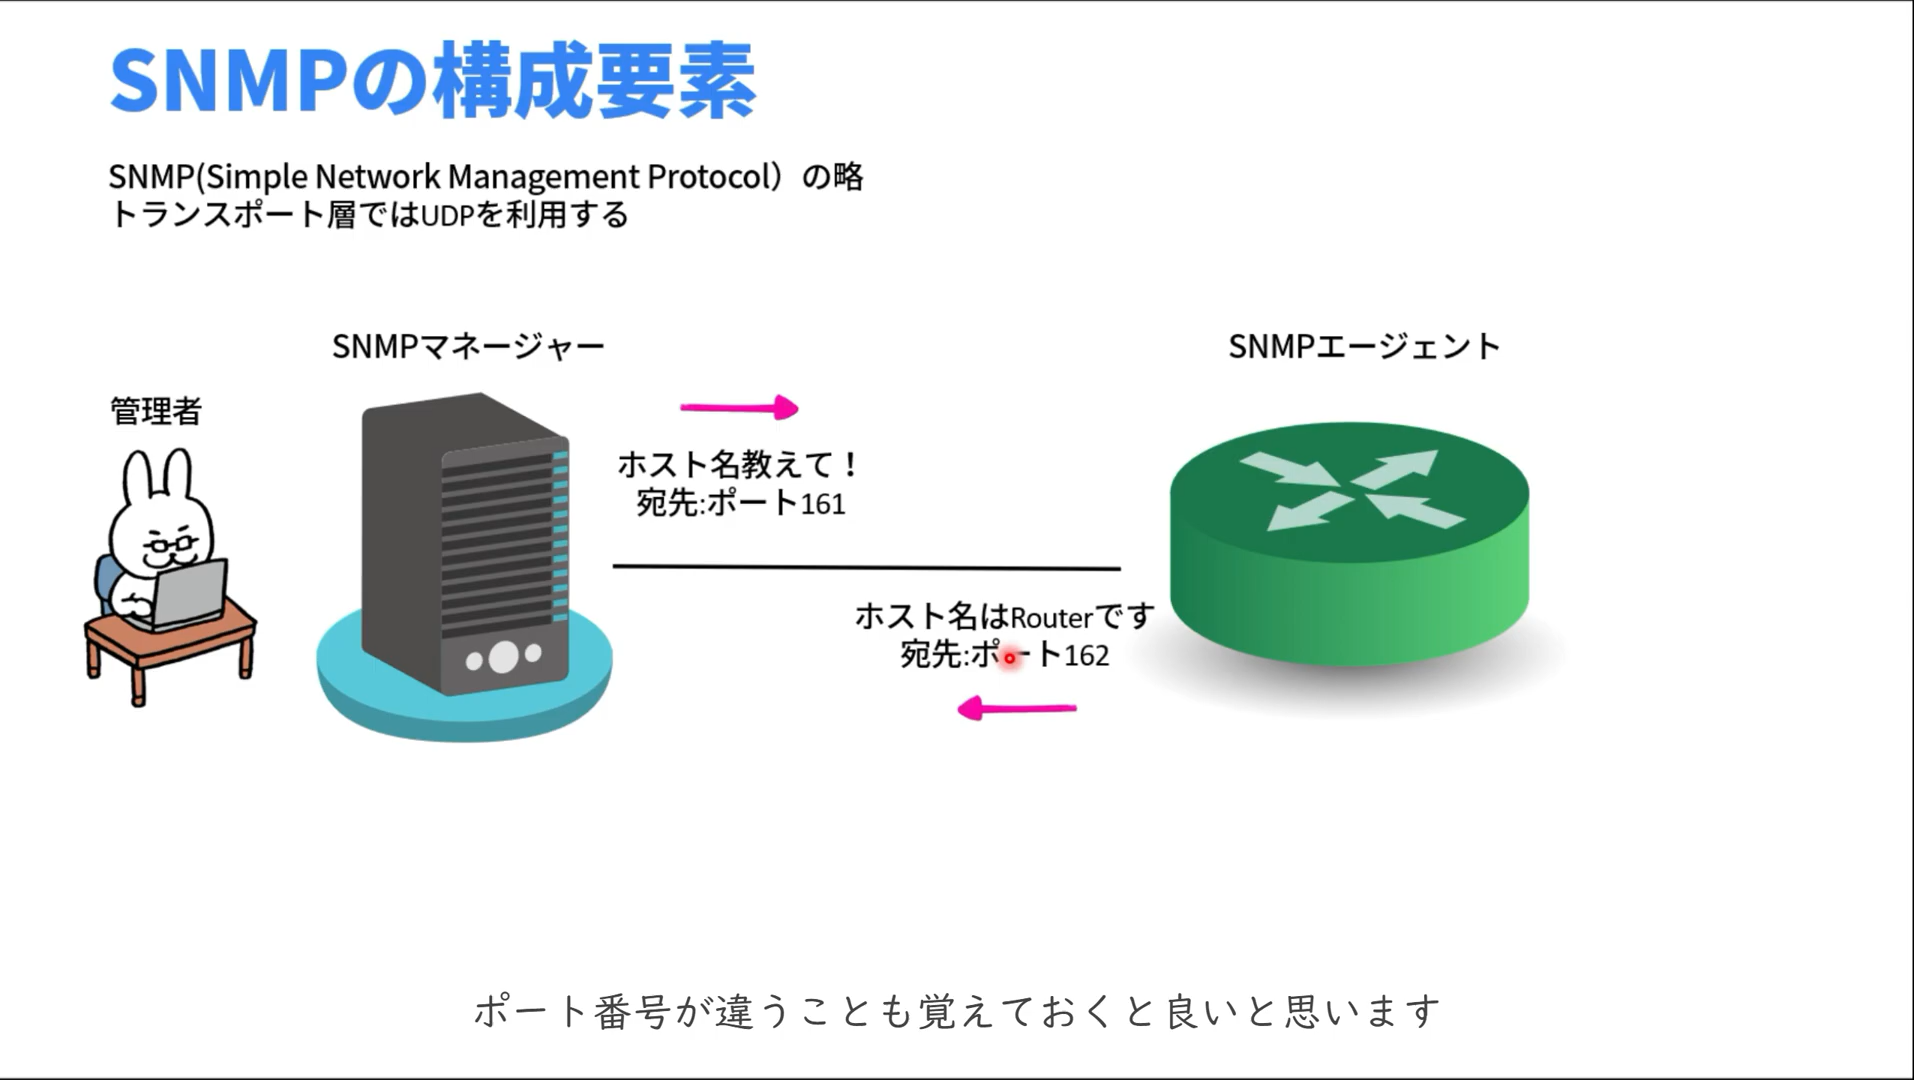 SNMPの構成要素
SNMP(Simple Network Management Protocol）の略
トランスポート層ではUDPを利用する
SNMPマネージャー
SNMPエージェント
管理者
ホスト名教えて！
宛先:ポート161
ホスト名はRouterです
宛先:ポート162
ポート番号が違うことも覚えておくと良いと思います